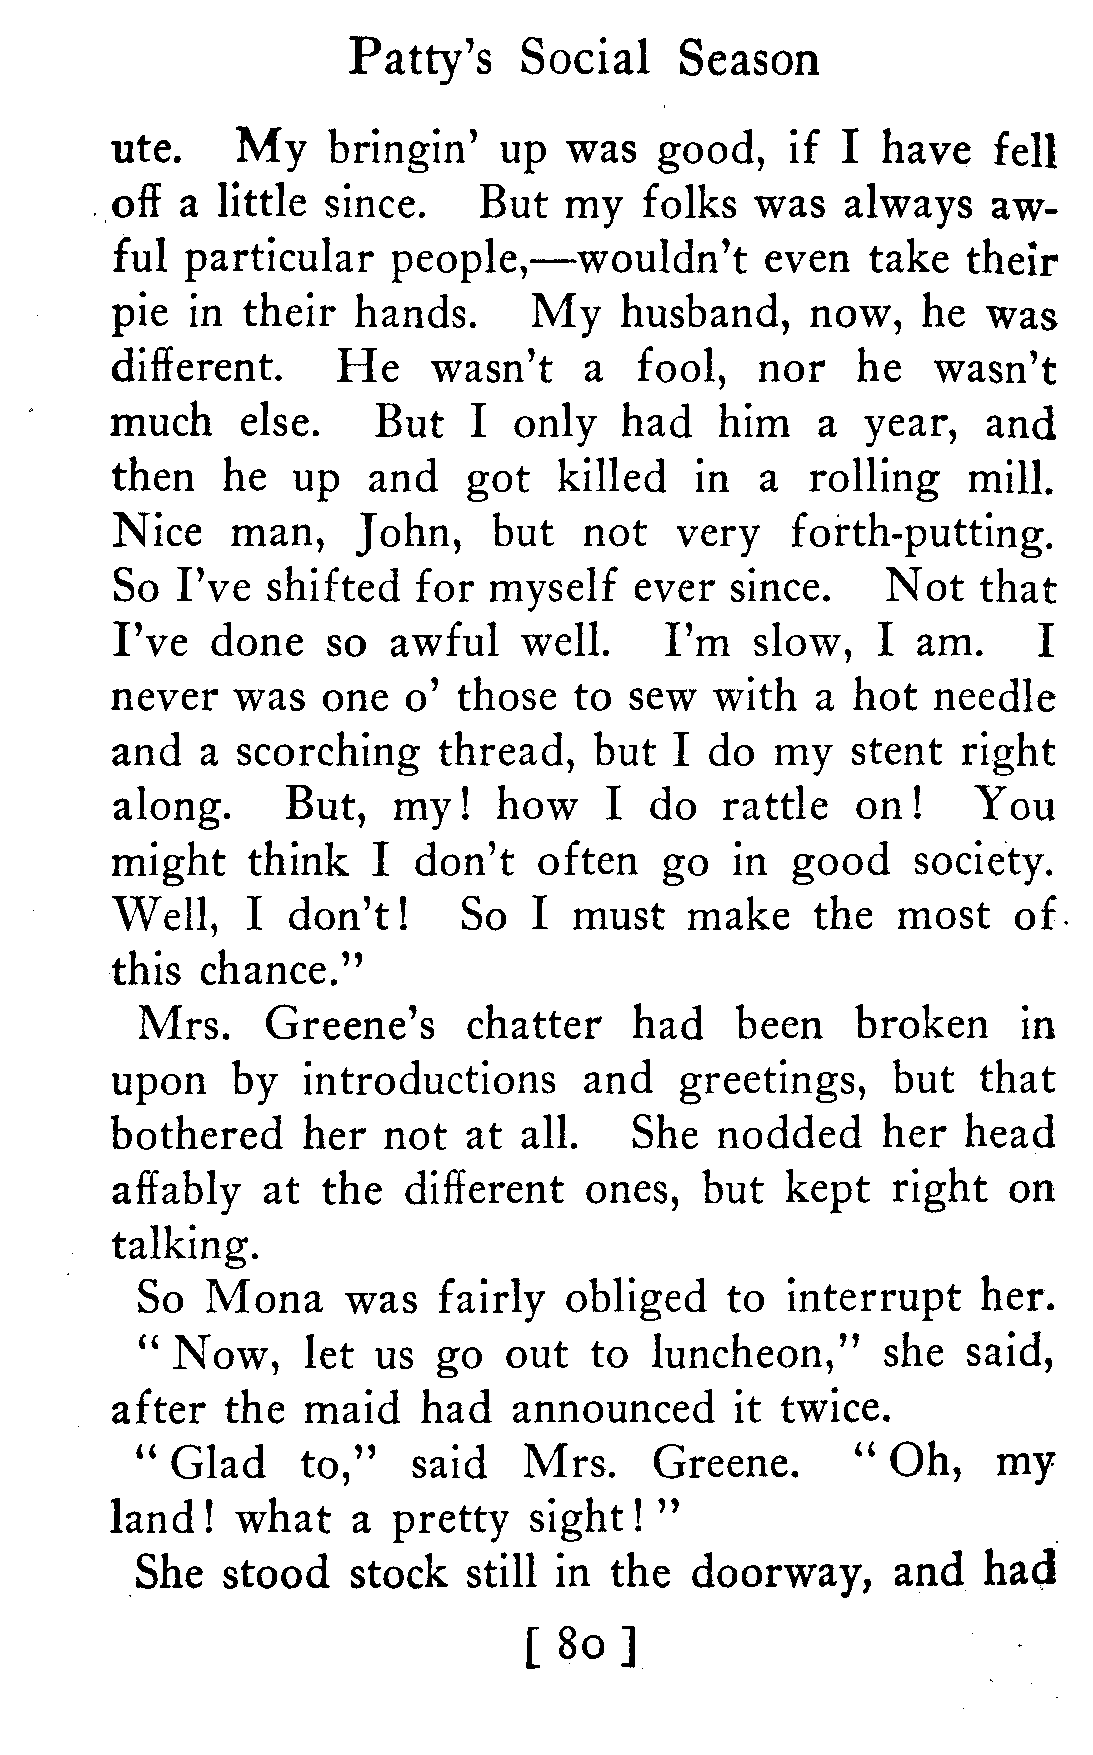 Patty's Social Season
ute. My bringin' up was good, if I have fell
off a little since. But my folks was always aw-
ful particular people,—wouldn't even take their
pie in their hands. My husband, now, he was
different. He wasn't a fool, nor he wasn't
much else. But I only had him a year, and
then he up and got killed in a rolling mill.
Nice man, John, but not very forth-putting.
So I've shifted for myself ever since. Not that
I've done so awful well. I'm slow, I am. I
never was one o' those to sew with a hot needle
and a scorching thread, but I do my stent right
along. But, my! how I do rattle on! You
might think I don't often go in good society.
Well, I don't! So I must make the most of
this chance."
Mrs. Greene's chatter had been broken in
upon by introductions and greetings, but that
bothered her not at all. She nodded her head
affably at the different ones, but kept right on
talking.
So Mona was fairly obliged to interrupt her.
"Now, let us go out to luncheon," she said,
after the maid had announced it twice.
"Glad to," said Mrs. Greene. "Oh, my
land! what a pretty sight!"
She stood stock still in the doorway, and had
[ 80 ]